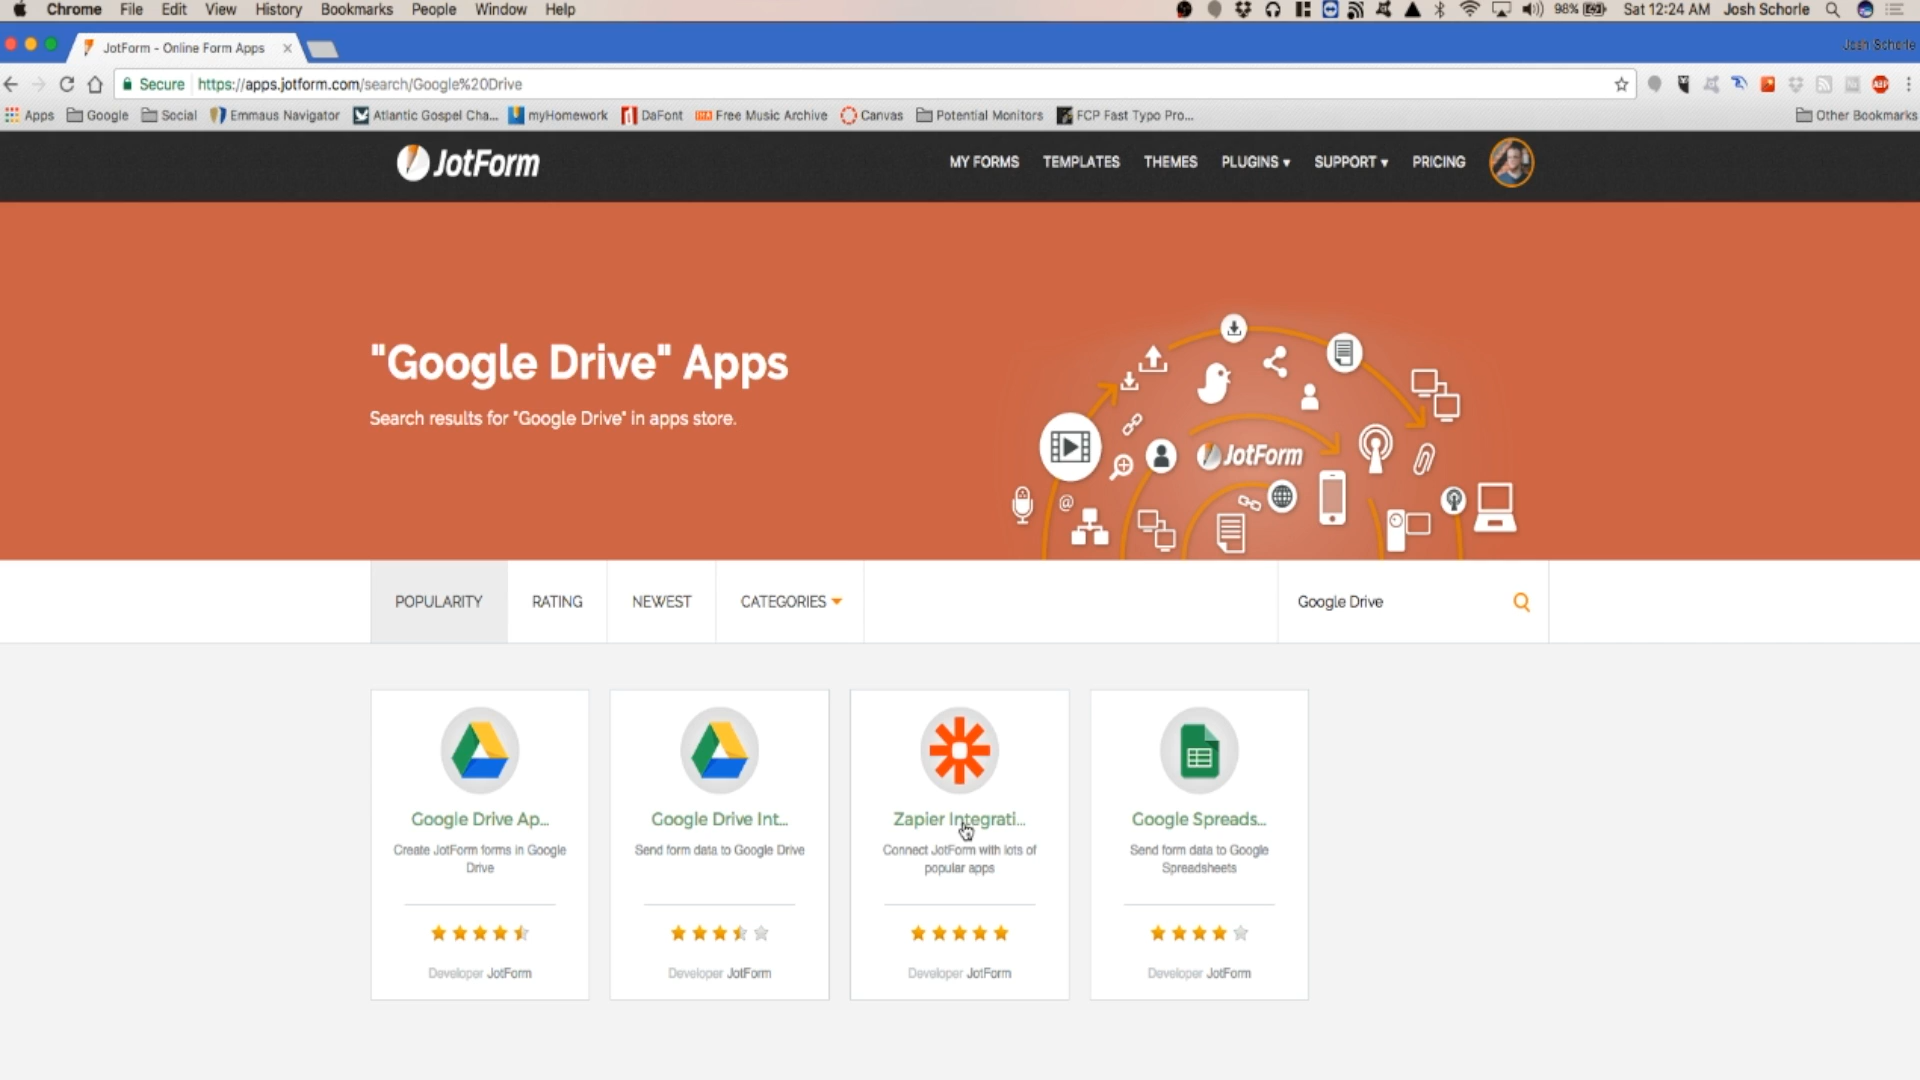 Chrome File Edit View History Bookmarks People Window Help 98% Sat 12:24 AM Josh Schorle
JotForm - Online Form Apps
Josh Schorle
Secure https://apps.jotform.com/search/Google%20Drive
ABP
Apps Google Social Emmaus Navigator Atlantic Gospel Cha... myHomework DaFont Free Music Archive Canvas Potential Monitors FCP Fast Typo Pro... Other Bookmarks
JotForm
MY FORMS TEMPLATES THEMES PLUGINS ▾ SUPPORT ▾ PRICING
"Google Drive" Apps
Search results for "Google Drive" in apps store.
JotForm
@
POPULARITY RATING NEWEST CATEGORIES Google Drive
Google Drive Ap...
Create JotForm forms in Google
Drive
Developer JotForm
Google Drive Int...
Send form data to Google Drive
Developer JotForm
Zapier Integrati...
Connect JotForm with lots of
popular apps
Developer JotForm
Google Spreads...
Send form data to Google
Spreadsheets
Developer JotForm